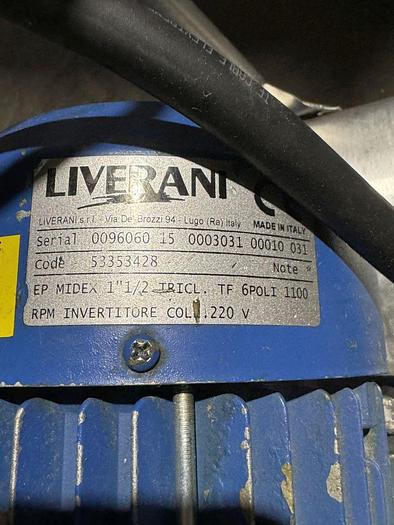 LIVERANI
LIVERANI s.r.l. - Via De' Brozzi 94 - Lugo (Ra) Italy
MADE IN ITALY
Serial 0096060 15 0003031 00010 031
Code 53353428 Note *
EP MIDEX 1"1/2 TRICL. TF 6POLI 1100
RPM INVERTITORE COL 220 V